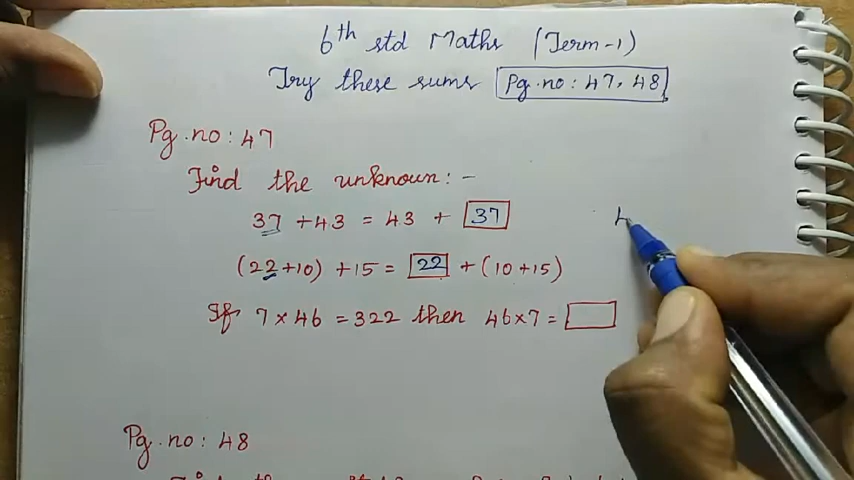 6th std Maths (Term-1)
Try these sums Pg.no: 47, 48
Pg.no: 47
Find the unknown:-
37 + 43 = 43 + 37
(22+10) + 15 = 22 + (10+15)
If 7 × 46 = 322 then 46×7 =
Pg.no: 48